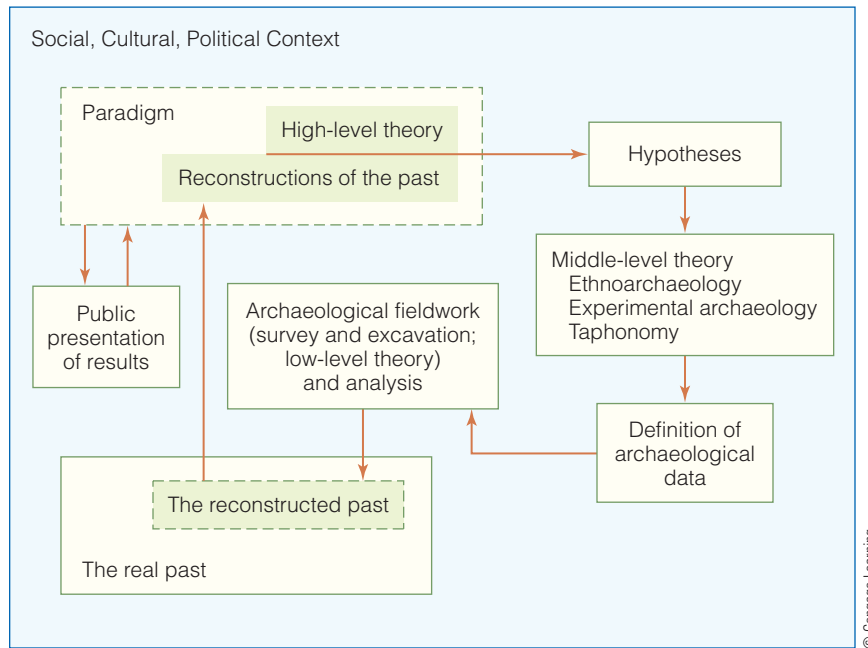 Social, Cultural, Political Context
Paradigm
High-level theory
Reconstructions of the past
Hypotheses
Middle-level theory
Ethnoarchaeology
Experimental archaeology
Taphonomy
Public
presentation
of results
Archaeological fieldwork
(survey and excavation;
low-level theory)
and analysis
Definition of
archaeological
data
The reconstructed past
The real past
© Cengage Learning